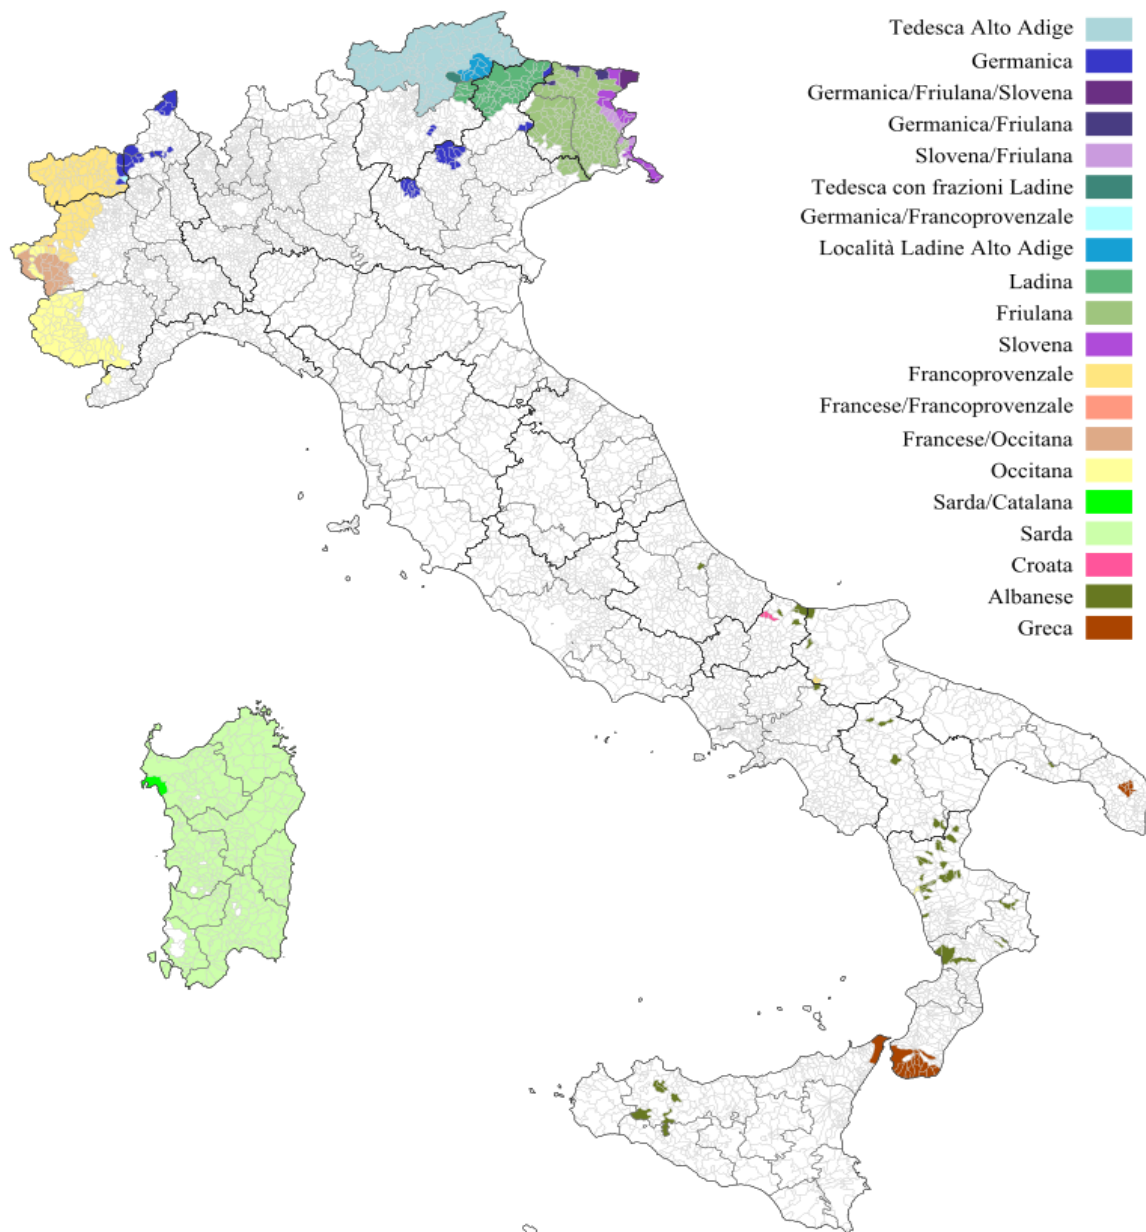 Tedesca Alto Adige
Germanica
Germanica/Friulana/Slovena
Germanica/Friulana
Slovena/Friulana
Tedesca con frazioni Ladine
Germanica/Francoprovenzale
Località Ladine Alto Adige
Ladina
Friulana
Slovena
Francoprovenzale
Francese/Francoprovenzale
Francese/Occitana
Occitana
Sarda/Catalana
Sarda
Croata
Albanese
Greca